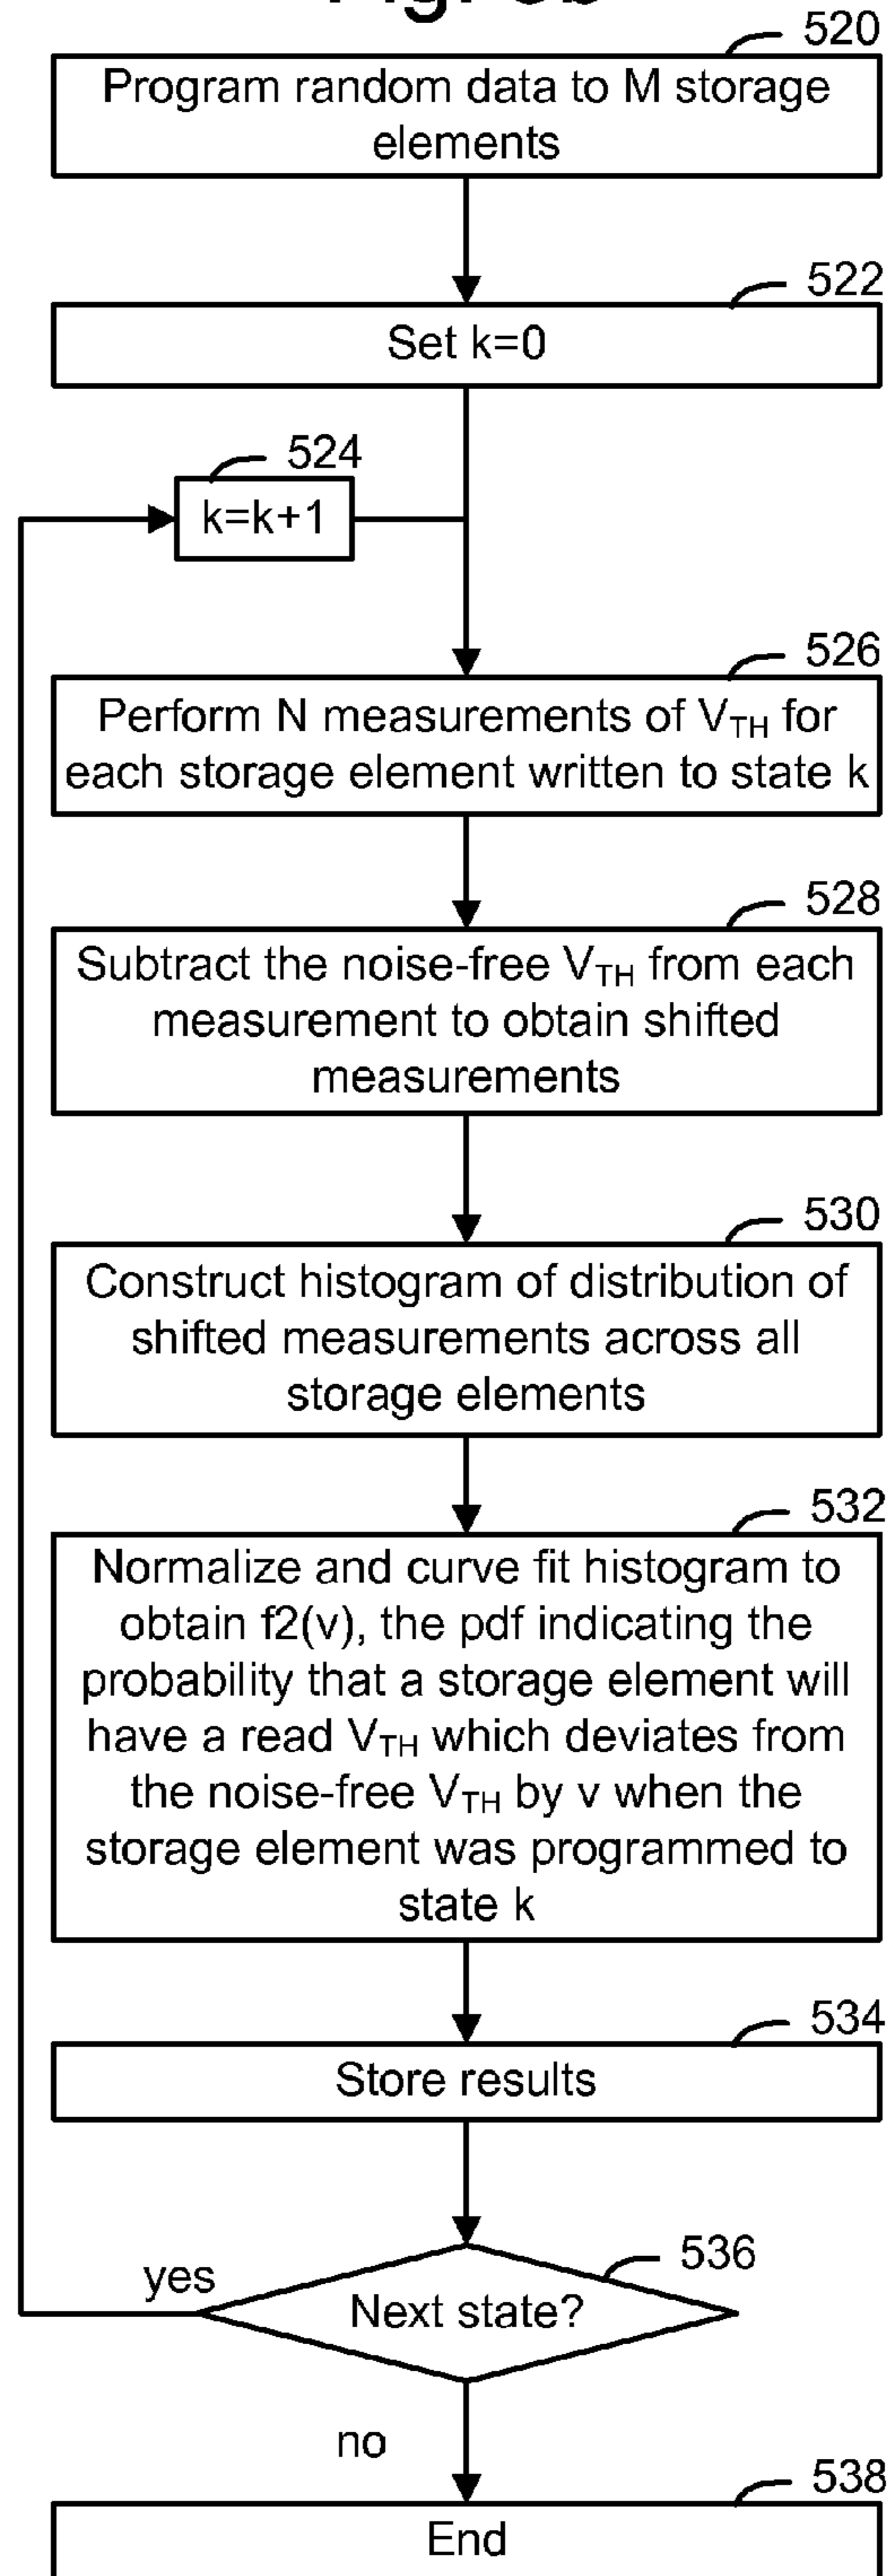 520
Program random data to M storage
elements
522
Set k=0
524
k=k+1
526
Perform N measurements of VTH for
each storage element written to state k
528
Subtract the noise-free VTH from each
measurement to obtain shifted
measurements
530
Construct histogram of distribution of
shifted measurements across all
storage elements
532
Normalize and curve fit histogram to
obtain f2(v), the pdf indicating the
probability that a storage element will
have a read VTH which deviates from
the noise-free VTH by v when the
storage element was programmed to
state k
534
Store results
536
yes
Next state?
no
538
End